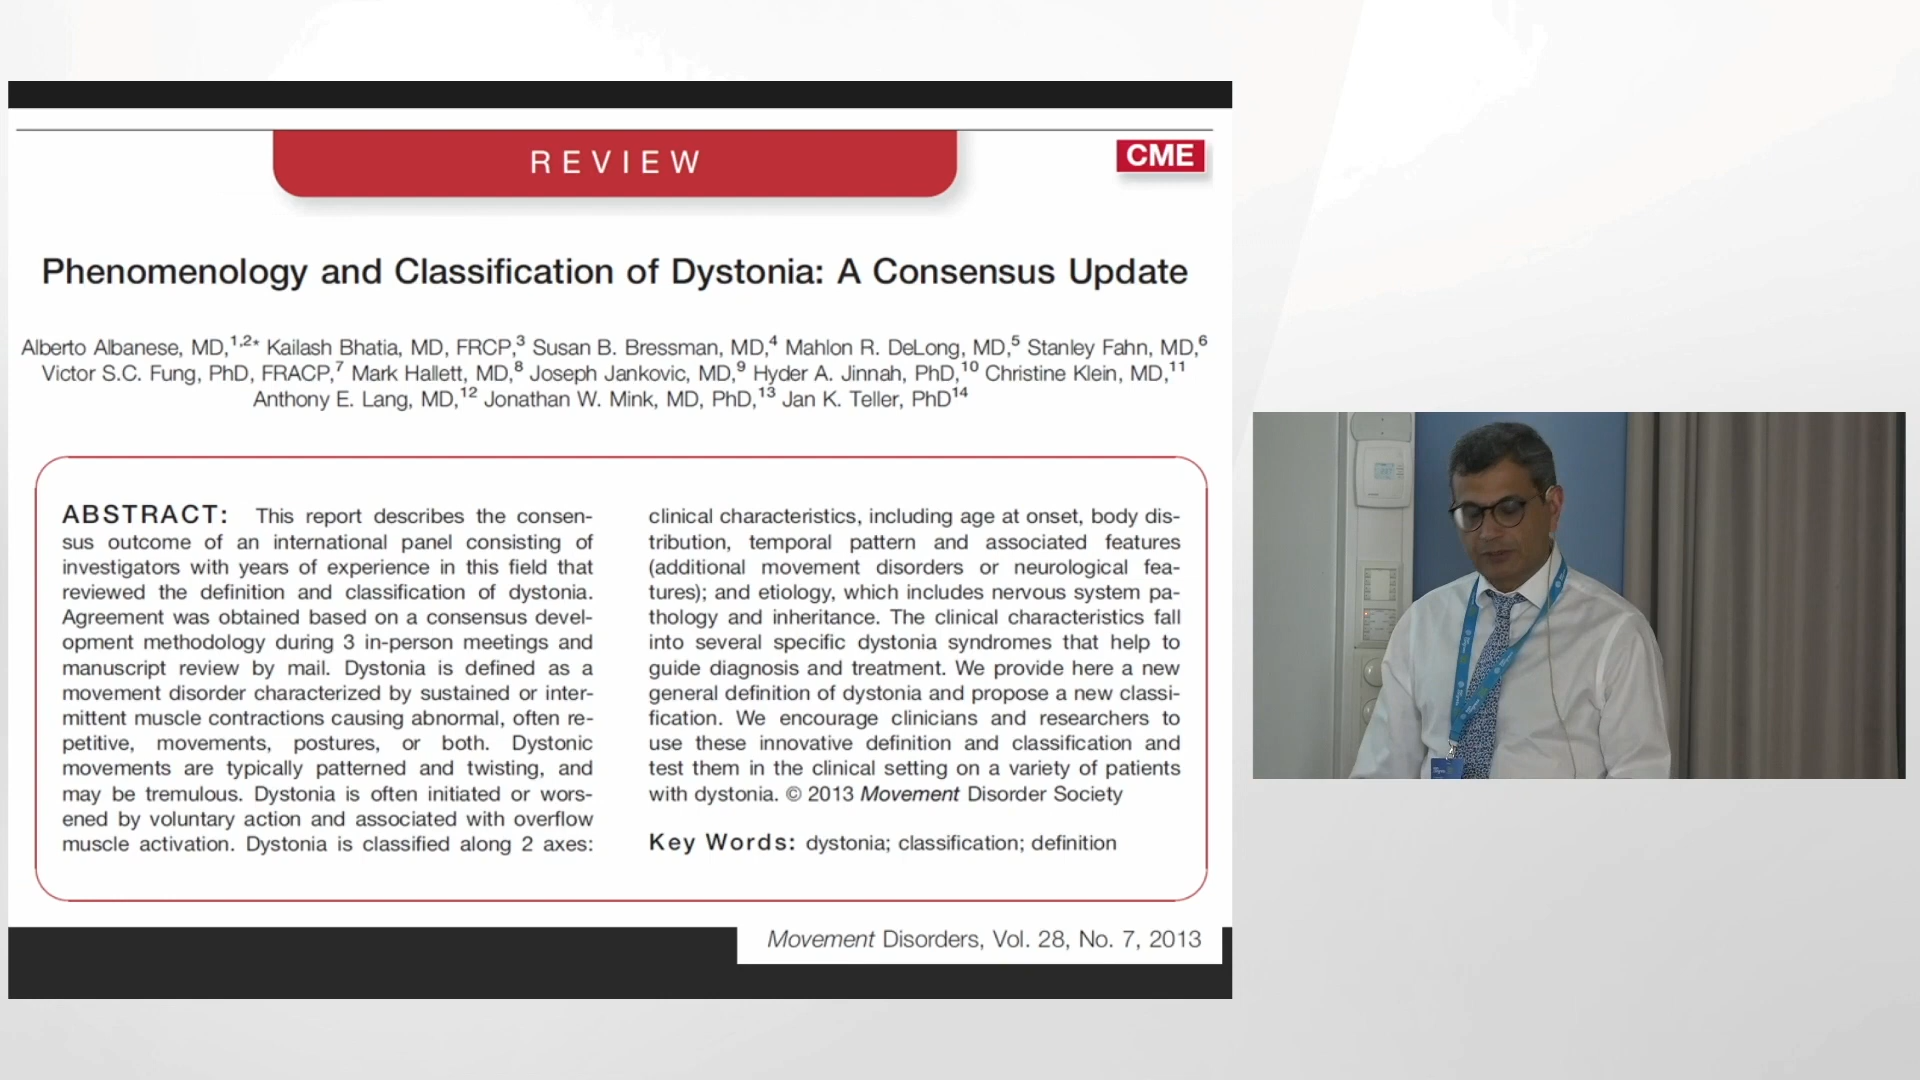 REVIEW
CME
Phenomenology and Classification of Dystonia: A Consensus Update
Alberto Albanese, MD,1,2* Kailash Bhatia, MD, FRCP,3 Susan B. Bressman, MD,4 Mahlon R. DeLong, MD,5 Stanley Fahn, MD,6
Victor S.C. Fung, PhD, FRACP,7 Mark Hallett, MD,8 Joseph Jankovic, MD,9 Hyder A. Jinnah, PhD,10 Christine Klein, MD,11
Anthony E. Lang, MD,12 Jonathan W. Mink, MD, PhD,13 Jan K. Teller, PhD14
ABSTRACT: This report describes the consen-
sus outcome of an international panel consisting of
investigators with years of experience in this field that
reviewed the definition and classification of dystonia.
Agreement was obtained based on a consensus devel-
opment methodology during 3 in-person meetings and
manuscript review by mail. Dystonia is defined as a
movement disorder characterized by sustained or inter-
mittent muscle contractions causing abnormal, often re-
petitive, movements, postures, or both. Dystonic
movements are typically patterned and twisting, and
may be tremulous. Dystonia is often initiated or wors-
ened by voluntary action and associated with overflow
muscle activation. Dystonia is classified along 2 axes:
clinical characteristics, including age at onset, body dis-
tribution, temporal pattern and associated features
(additional movement disorders or neurological fea-
tures); and etiology, which includes nervous system pa-
thology and inheritance. The clinical characteristics fall
into several specific dystonia syndromes that help to
guide diagnosis and treatment. We provide here a new
general definition of dystonia and propose a new classi-
fication. We encourage clinicians and researchers to
use these innovative definition and classification and
test them in the clinical setting on a variety of patients
with dystonia. © 2013 Movement Disorder Society
Key Words: dystonia; classification; definition
Movement Disorders, Vol. 28, No. 7, 2013